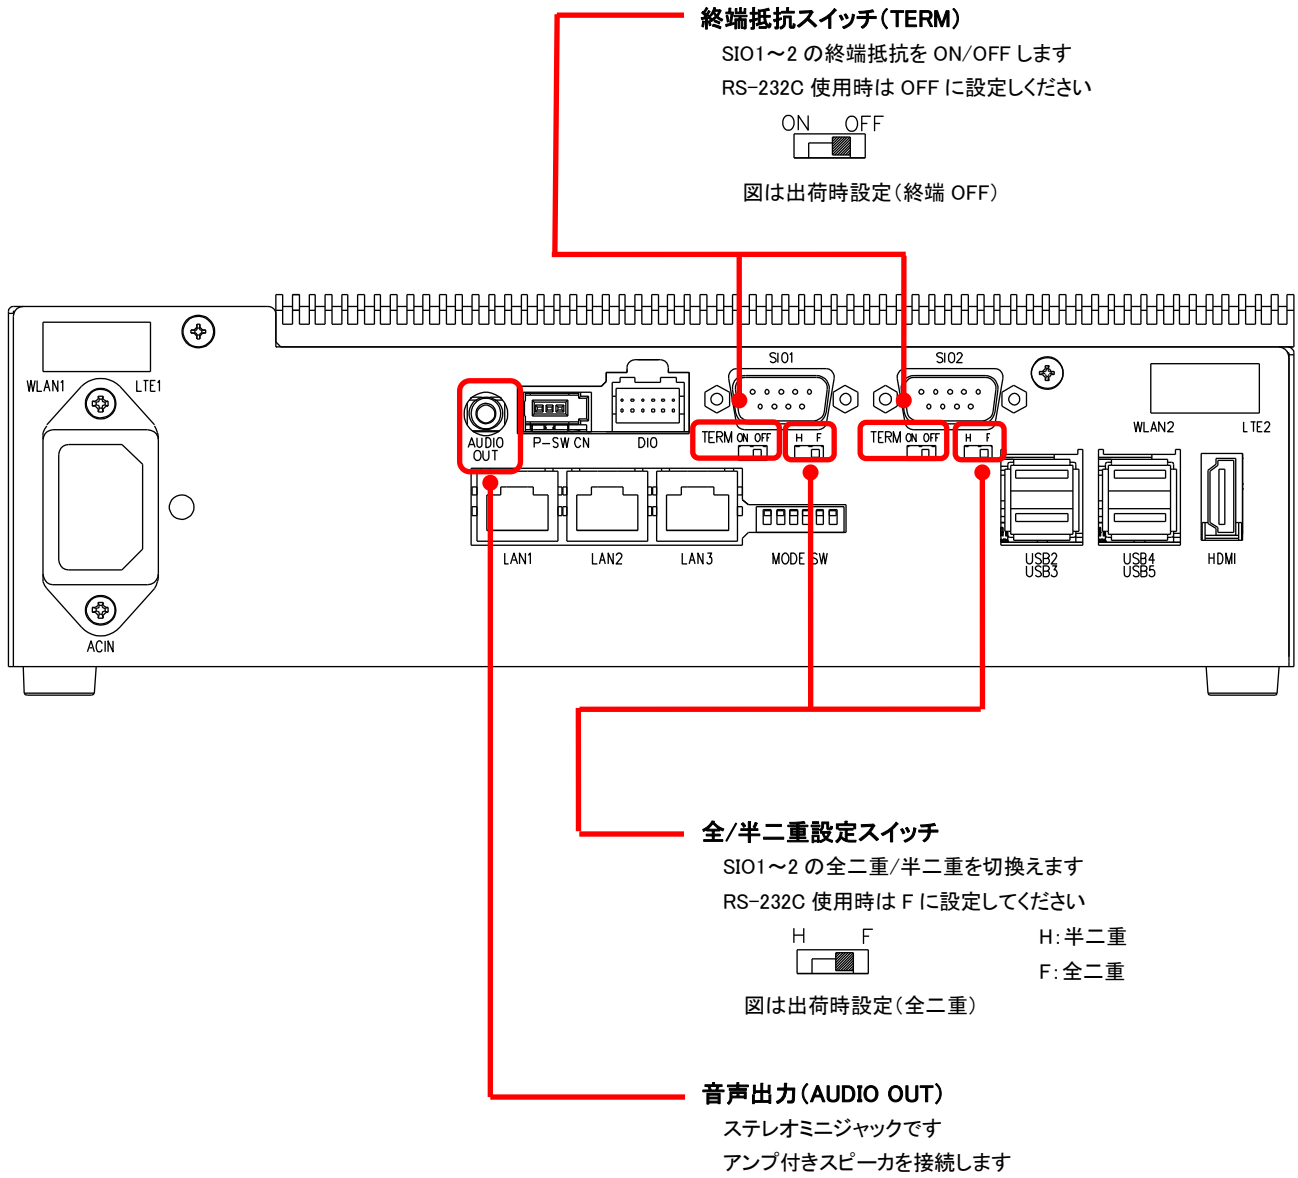 終端抵抗スイッチ(TERM)
SIO1～2 の終端抵抗を ON/OFF します
RS-232C 使用時は OFF に設定しください
ON OFF
図は出荷時設定(終端 OFF)
WLAN1 LTE1
SIO1
SIO2
WLAN2 LTE2
AUDIO OUT
P-SW CN
DIO
TERM ON OFF
H F
TERM ON OFF
H F
LAN1
LAN2
LAN3
MODE SW
USB2
USB3
USB4
USB5
HDMI
ACIN
全/半二重設定スイッチ
SIO1～2 の全二重/半二重を切換えます
RS-232C 使用時は F に設定してください
H F
H:半二重
F:全二重
図は出荷時設定(全二重)
音声出力(AUDIO OUT)
ステレオミニジャックです
アンプ付きスピーカを接続します